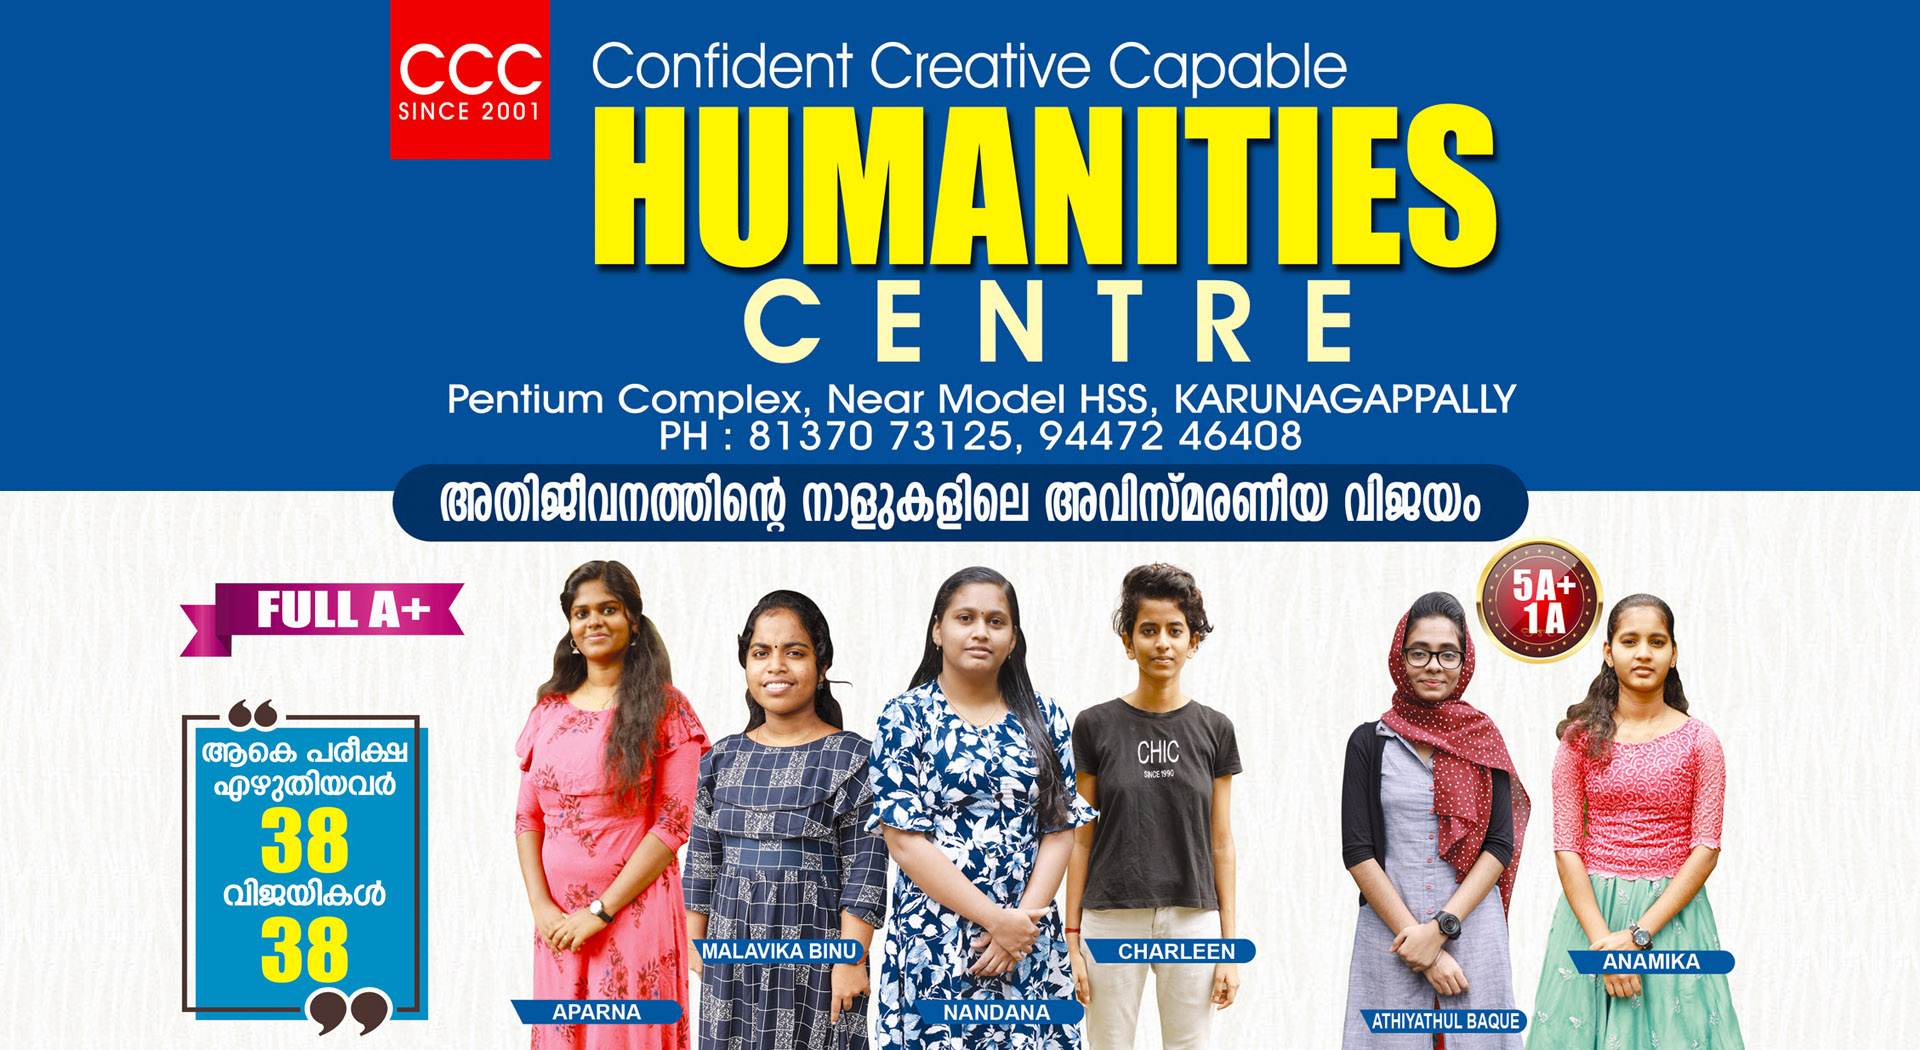 CCC
SINCE 2001
Confident Creative Capable
HUMANITIES
CENTRE
Pentium Complex, Near Model HSS, KARUNAGAPPALLY
PH : 81370 73125, 94472 46408
അതിജീവനത്തിന്റെ നാളുകളിലെ അവിസ്മരണീയ വിജയം
FULL A+
5A+
1A
“
ആകെ പരീക്ഷ
എഴുതിയവർ
38
വിജയികൾ
38
”
CHIC
SINCE 1990
MALAVIKA BINU
CHARLEEN
ANAMIKA
APARNA
NANDANA
ATHIYATHUL BAQUE